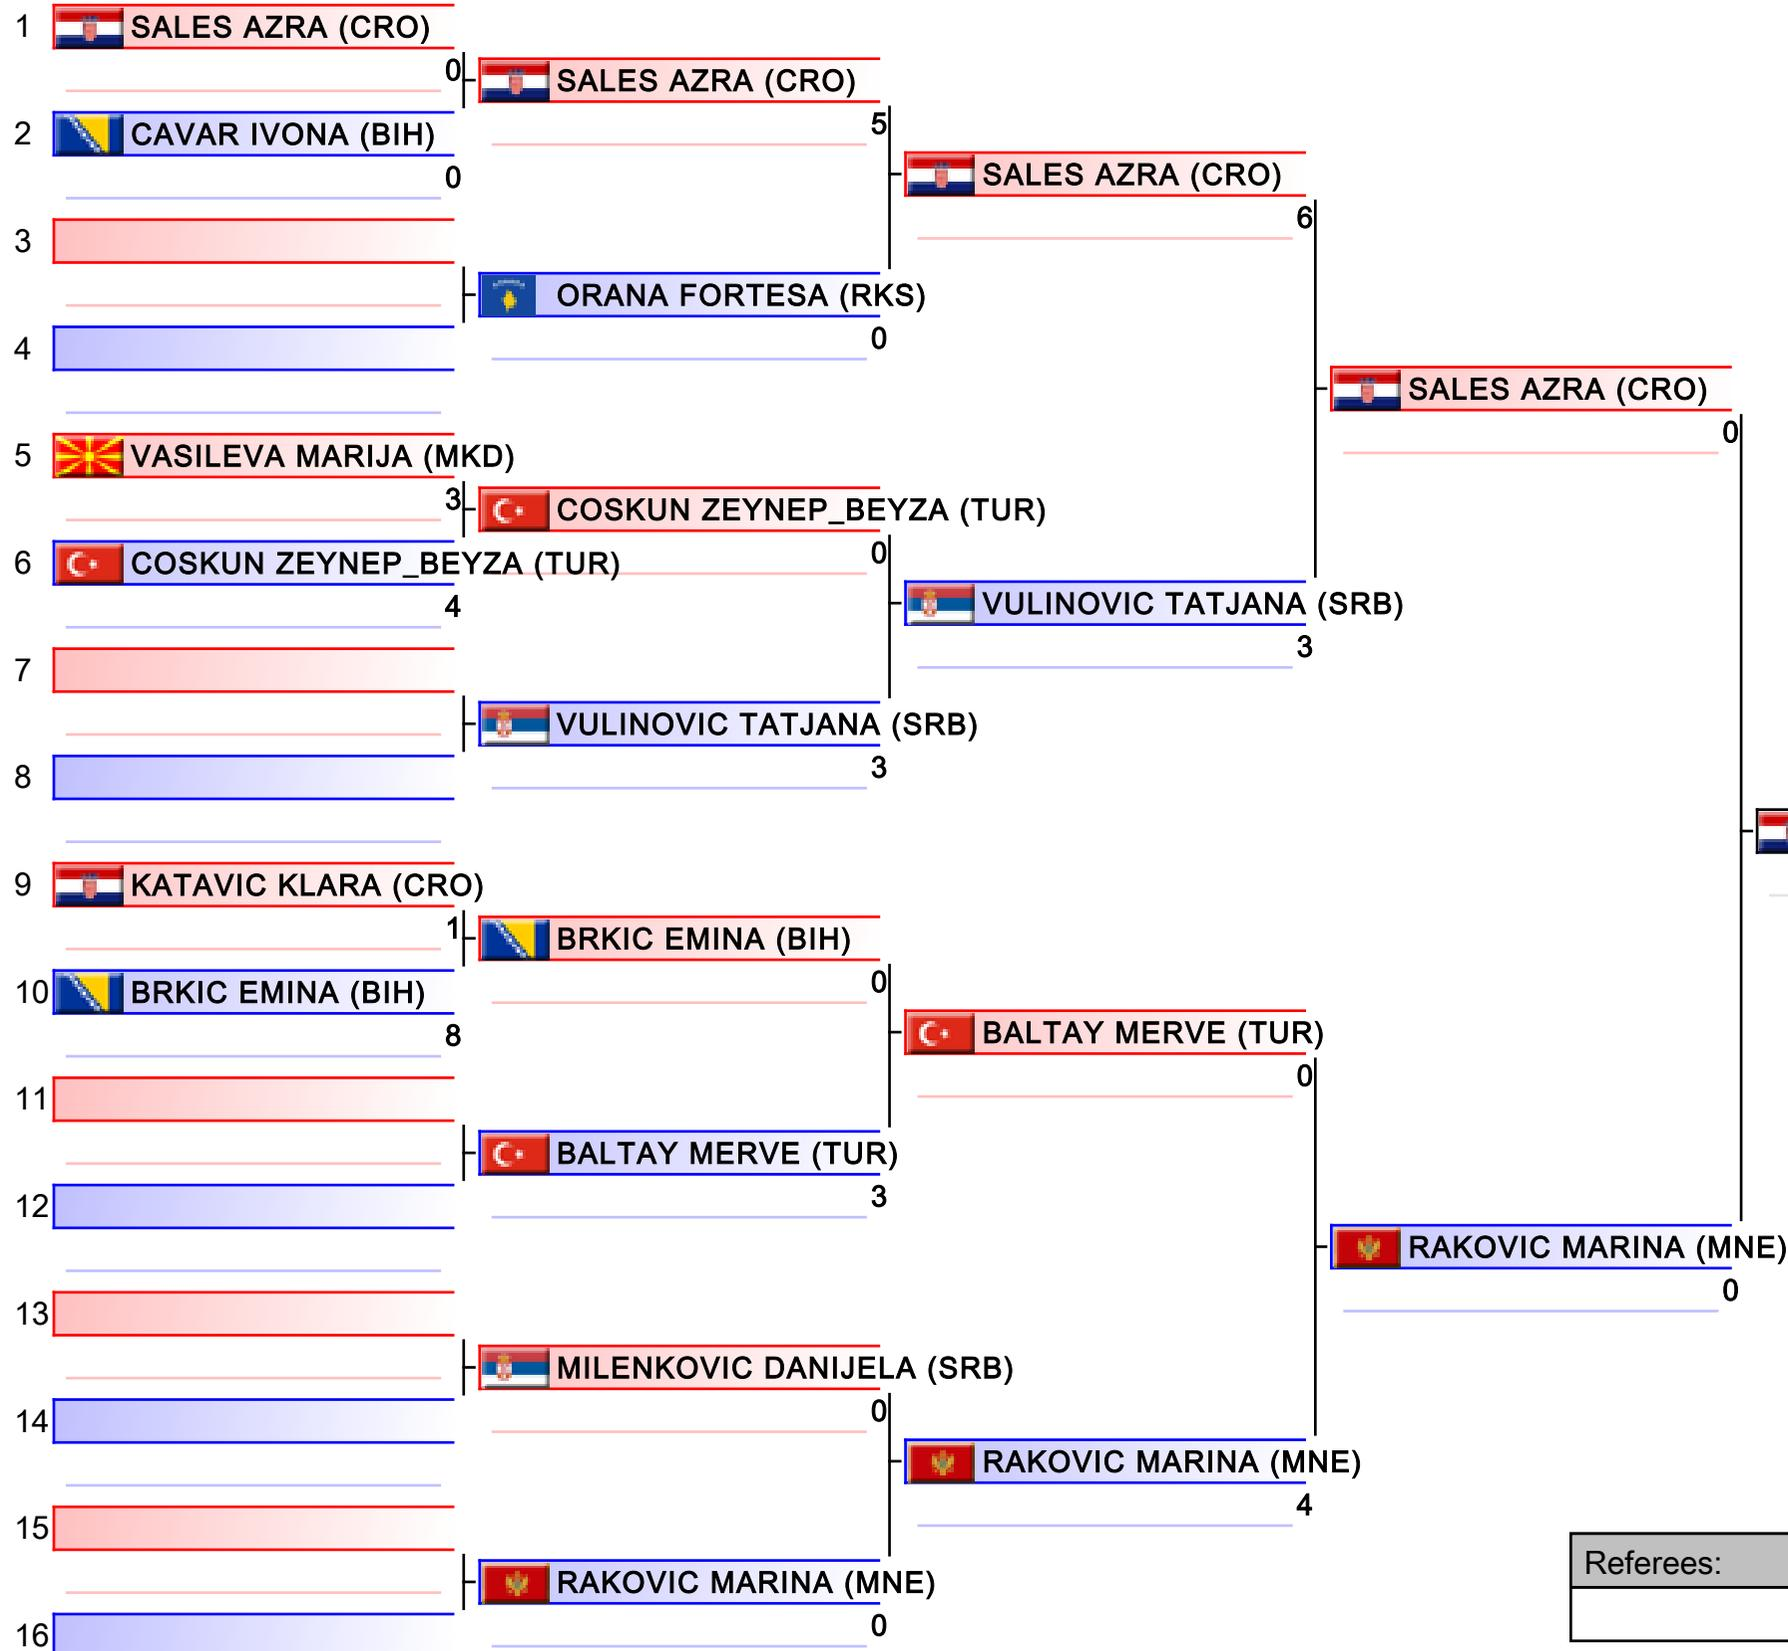 1 SALES AZRA (CRO)
0
SALES AZRA (CRO)
5
2 CAVAR IVONA (BIH)
0
SALES AZRA (CRO)
6
3
ORANA FORTESA (RKS)
0
4
SALES AZRA (CRO)
0
5 VASILEVA MARIJA (MKD)
3
COSKUN ZEYNEP_BEYZA (TUR)
0
6 COSKUN ZEYNEP_BEYZA (TUR)
4
VULINOVIC TATJANA (SRB)
3
7
VULINOVIC TATJANA (SRB)
3
8
9 KATAVIC KLARA (CRO)
1
BRKIC EMINA (BIH)
0
10 BRKIC EMINA (BIH)
8
BALTAY MERVE (TUR)
0
11
BALTAY MERVE (TUR)
3
12
RAKOVIC MARINA (MNE)
0
13
MILENKOVIC DANIJELA (SRB)
0
14
RAKOVIC MARINA (MNE)
4
15
RAKOVIC MARINA (MNE)
0
16
Referees: